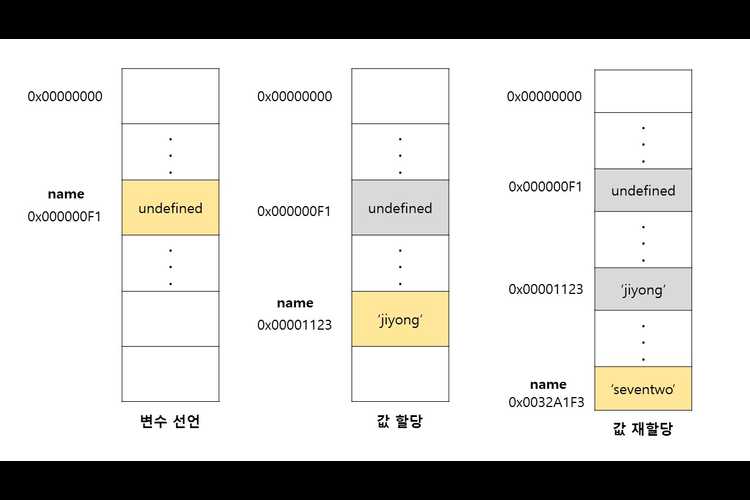 0x00000000
name
0x000000F1
undefined
변수 선언
0x00000000
0x000000F1
undefined
name
0x00001123
'jiyong'
값 할당
0x00000000
0x000000F1
undefined
0x00001123
'jiyong'
name
0x0032A1F3
'seventwo'
값 재할당